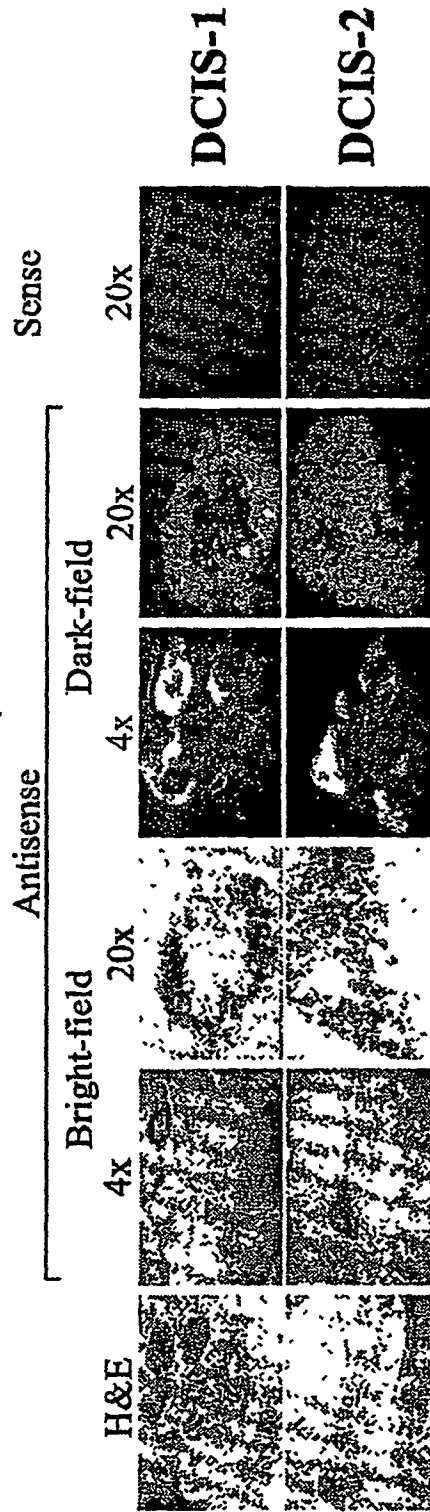 Antisense Sense
Bright-field Dark-field
H&E 4x 20x 4x 20x 20x
DCIS-1
DCIS-2